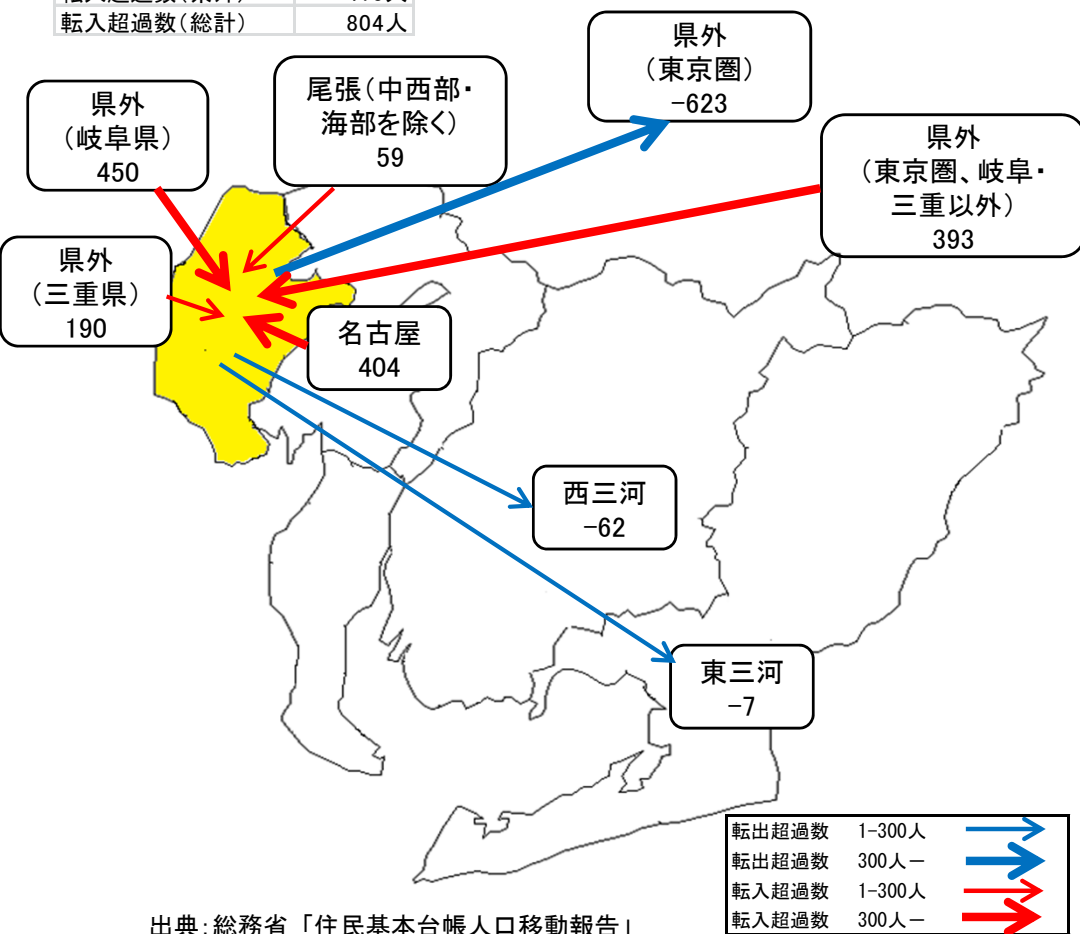 転入超過数(総計) 804人
県外
(東京圏)
-623
県外
(岐阜県)
450
尾張(中西部・
海部を除く)
59
県外
(東京圏、岐阜・
三重以外)
393
県外
(三重県)
190
名古屋
404
西三河
-62
東三河
-7
転出超過数 1-300人
転出超過数 300人-
転入超過数 1-300人
転入超過数 300人-
出典:総務省「住民基本台帳人口移動報告」